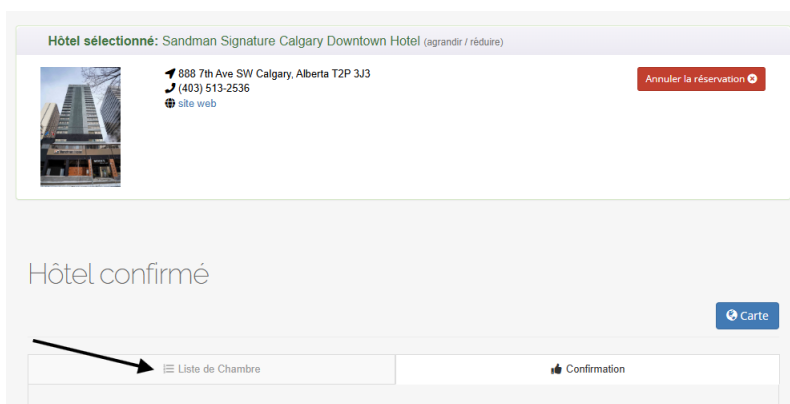 Hôtel sélectionné: Sandman Signature Calgary Downtown Hotel (agrandir / réduire)
888 7th Ave SW Calgary, Alberta T2P 3J3
(403) 513-2536
site web
Annuler la réservation
Hôtel confirmé
Carte
Liste de Chambre
Confirmation